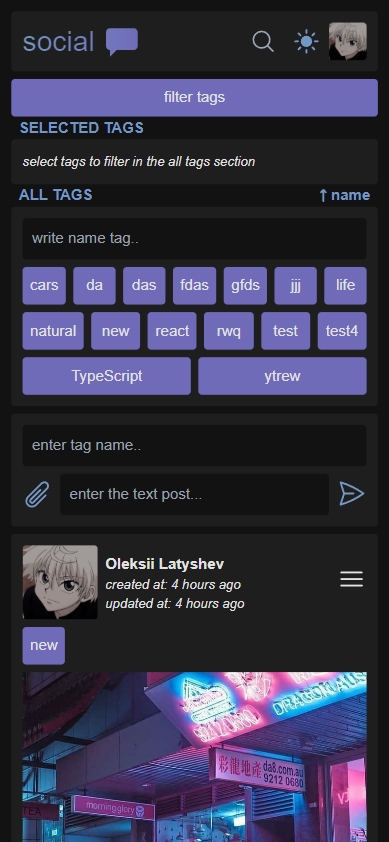 social
filter tags
SELECTED TAGS
select tags to filter in the all tags section
ALL TAGS
↑ name
write name tag..
cars da das fdas gfds jjj life
natural new react rwq test test4
TypeScript ytrew
enter tag name..
enter the text post...
Oleksii Latyshev
created at: 4 hours ago
updated at: 4 hours ago
new
DRAGON
彩龍地產 da8.com.au
9212 0680
morning glory
TEA